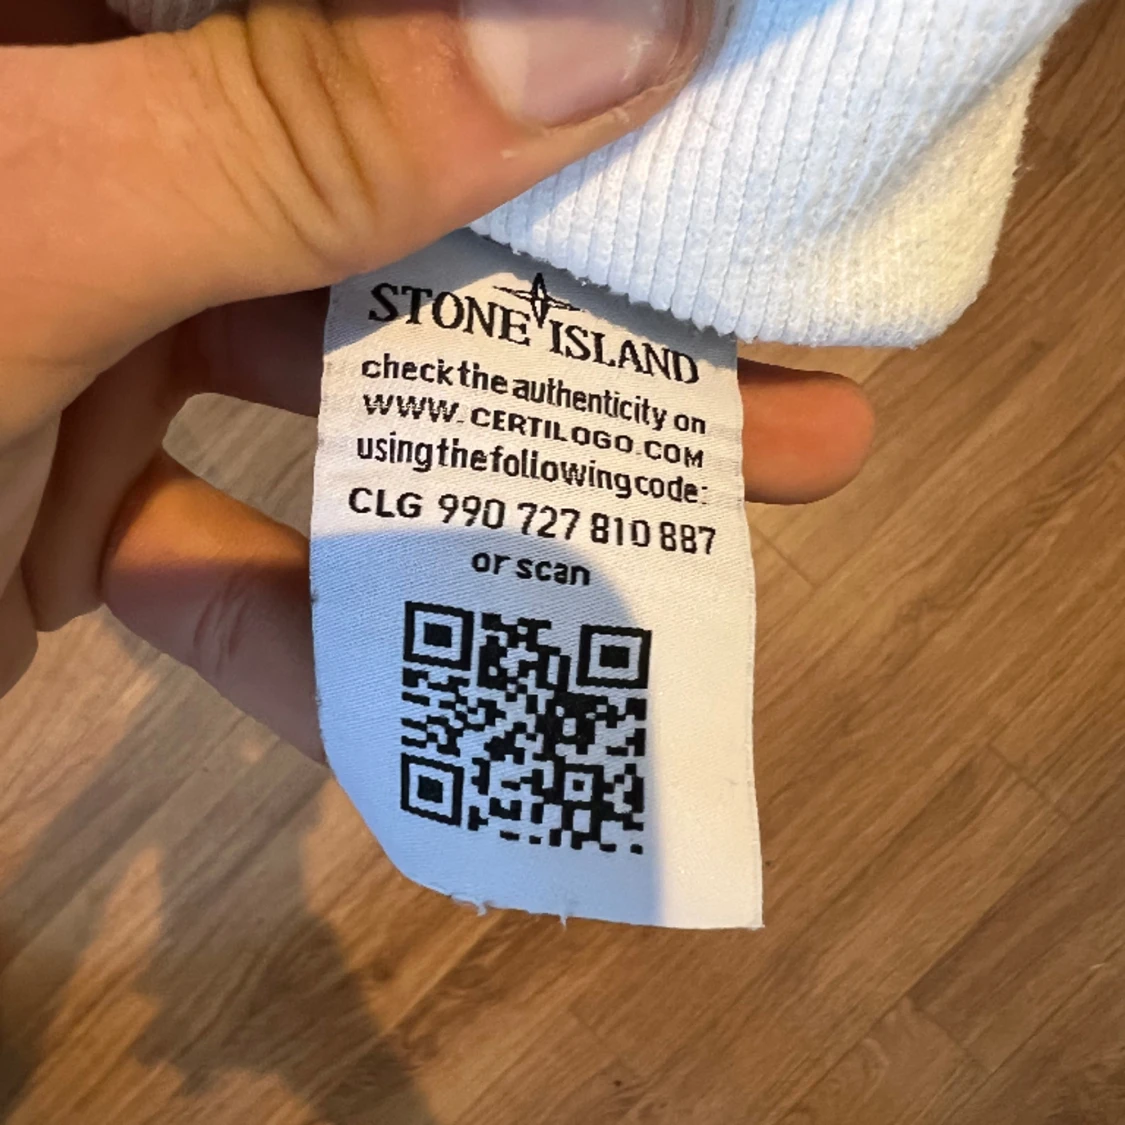 STONE ISLAND
check the authenticity on
WWW.CERTILOGO.COM
using the following code:
CLG 990 727 810 887
or scan